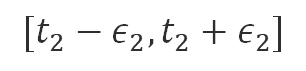 [t₂ − ϵ₂, t₂ + ϵ₂]